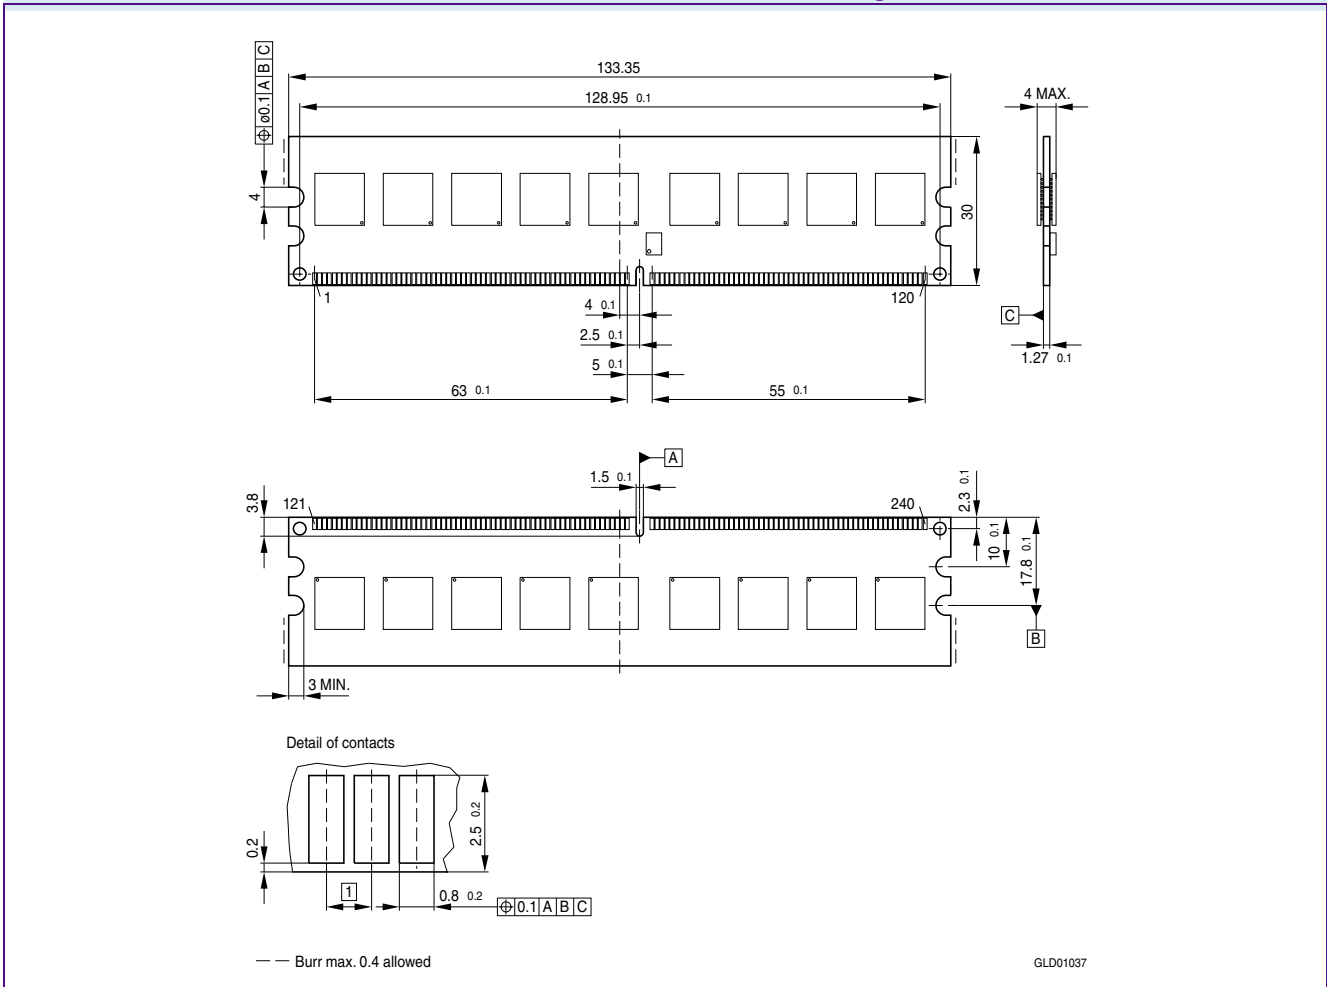 ⌖ ø0.1 A B C
133.35
128.95 0.1
4 MAX.
4
30
1
120
4 0.1
2.5 0.1
5 0.1
63 0.1
55 0.1
C
1.27 0.1
A
1.5 0.1
3.8
121
240
2.3 0.1
10 0.1
17.8 0.1
B
3 MIN.
Detail of contacts
0.2
2.5 0.2
1
0.8 0.2
⌖ 0.1 A B C
Burr max. 0.4 allowed
GLD01037